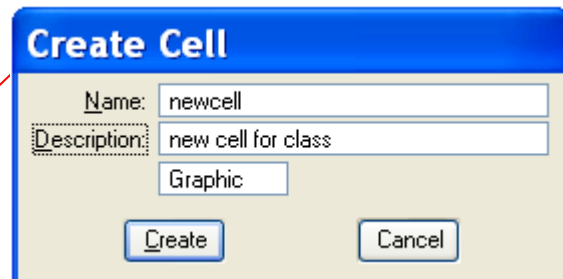 Create Cell
Name: newcell
Description: new cell for class
Graphic
Create Cancel